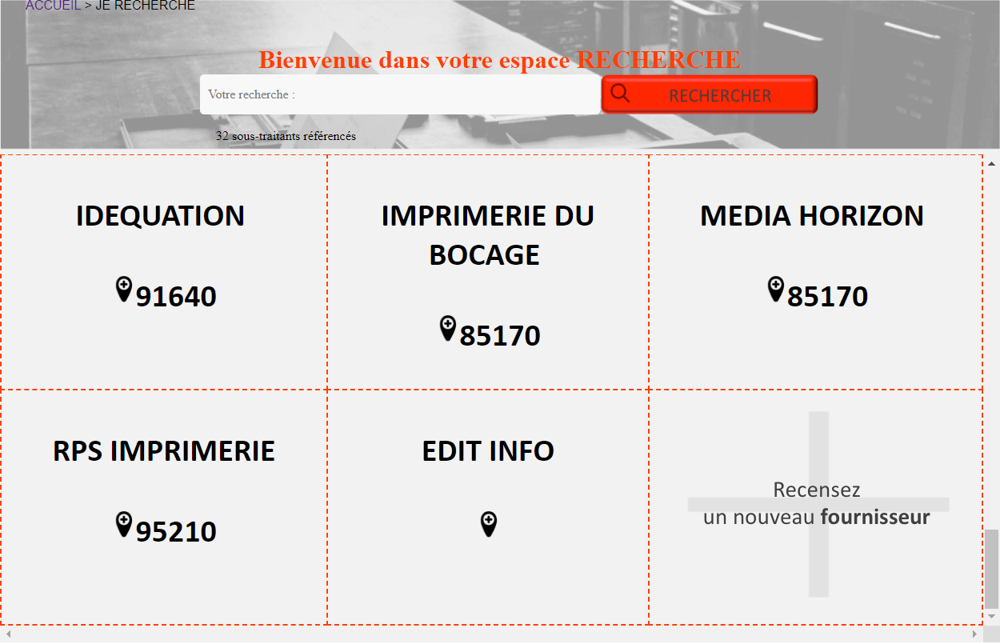 ACCUEIL > JE RECHERCHE
Bienvenue dans votre espace RECHERCHE
Votre recherche :
RECHERCHER
32 sous-traitants référencés
IDEQUATION
91640
IMPRIMERIE DU
BOCAGE
85170
MEDIA HORIZON
85170
RPS IMPRIMERIE
95210
EDIT INFO
Recensez
un nouveau fournisseur